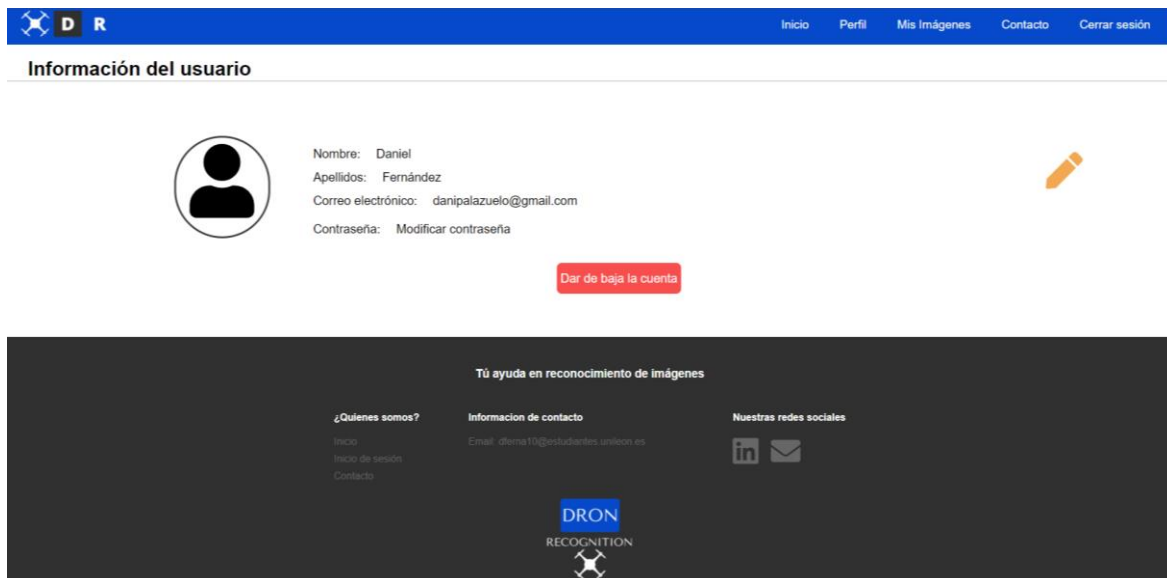 D R Inicio Perfil Mis Imágenes Contacto Cerrar sesión
Información del usuario
Nombre: Daniel
Apellidos: Fernández
Correo electrónico: danipalazuelo@gmail.com
Contraseña: Modificar contraseña
Dar de baja la cuenta
Tú ayuda en reconocimiento de imágenes
¿Quienes somos?
Inicio
Inicio de sesión
Contacto
Informacion de contacto
Email: dferna10@estudiantes.unileon.es
Nuestras redes sociales
in
DRON
RECOGNITION